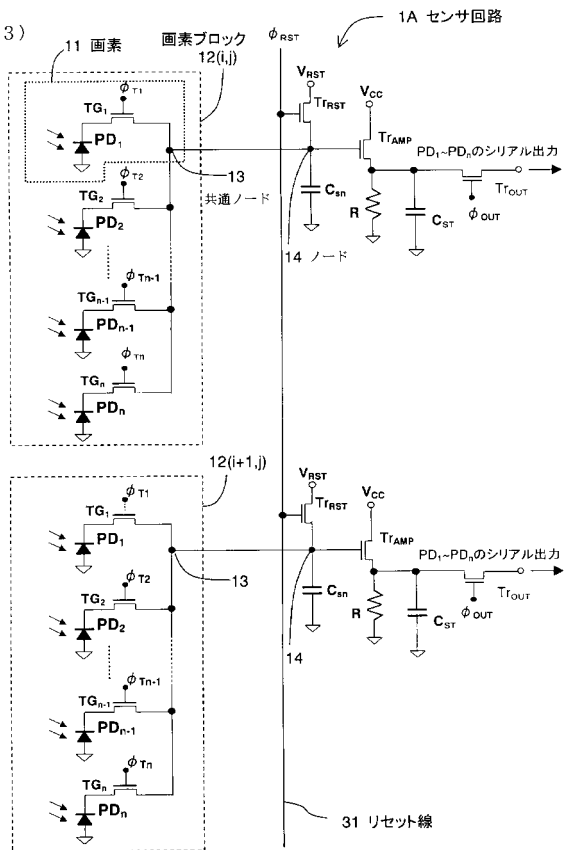 3)
1A センサ回路
11 画素
画素ブロック
12(i,j)
φRST
φT1
TG1
PD1
13
共通ノード
φT2
TG2
PD2
φTn-1
TGn-1
PDn-1
φTn
TGn
PDn
VRST
TrRST
VCC
TrAMP
PD1~PDnのシリアル出力
Csn
R
CST
TrOUT
φOUT
14 ノード
12(i+1,j)
φT1
TG1
PD1
13
φT2
TG2
PD2
φTn-1
TGn-1
PDn-1
φTn
TGn
PDn
VRST
TrRST
VCC
TrAMP
PD1~PDnのシリアル出力
Csn
R
CST
TrOUT
φOUT
14
31 リセット線